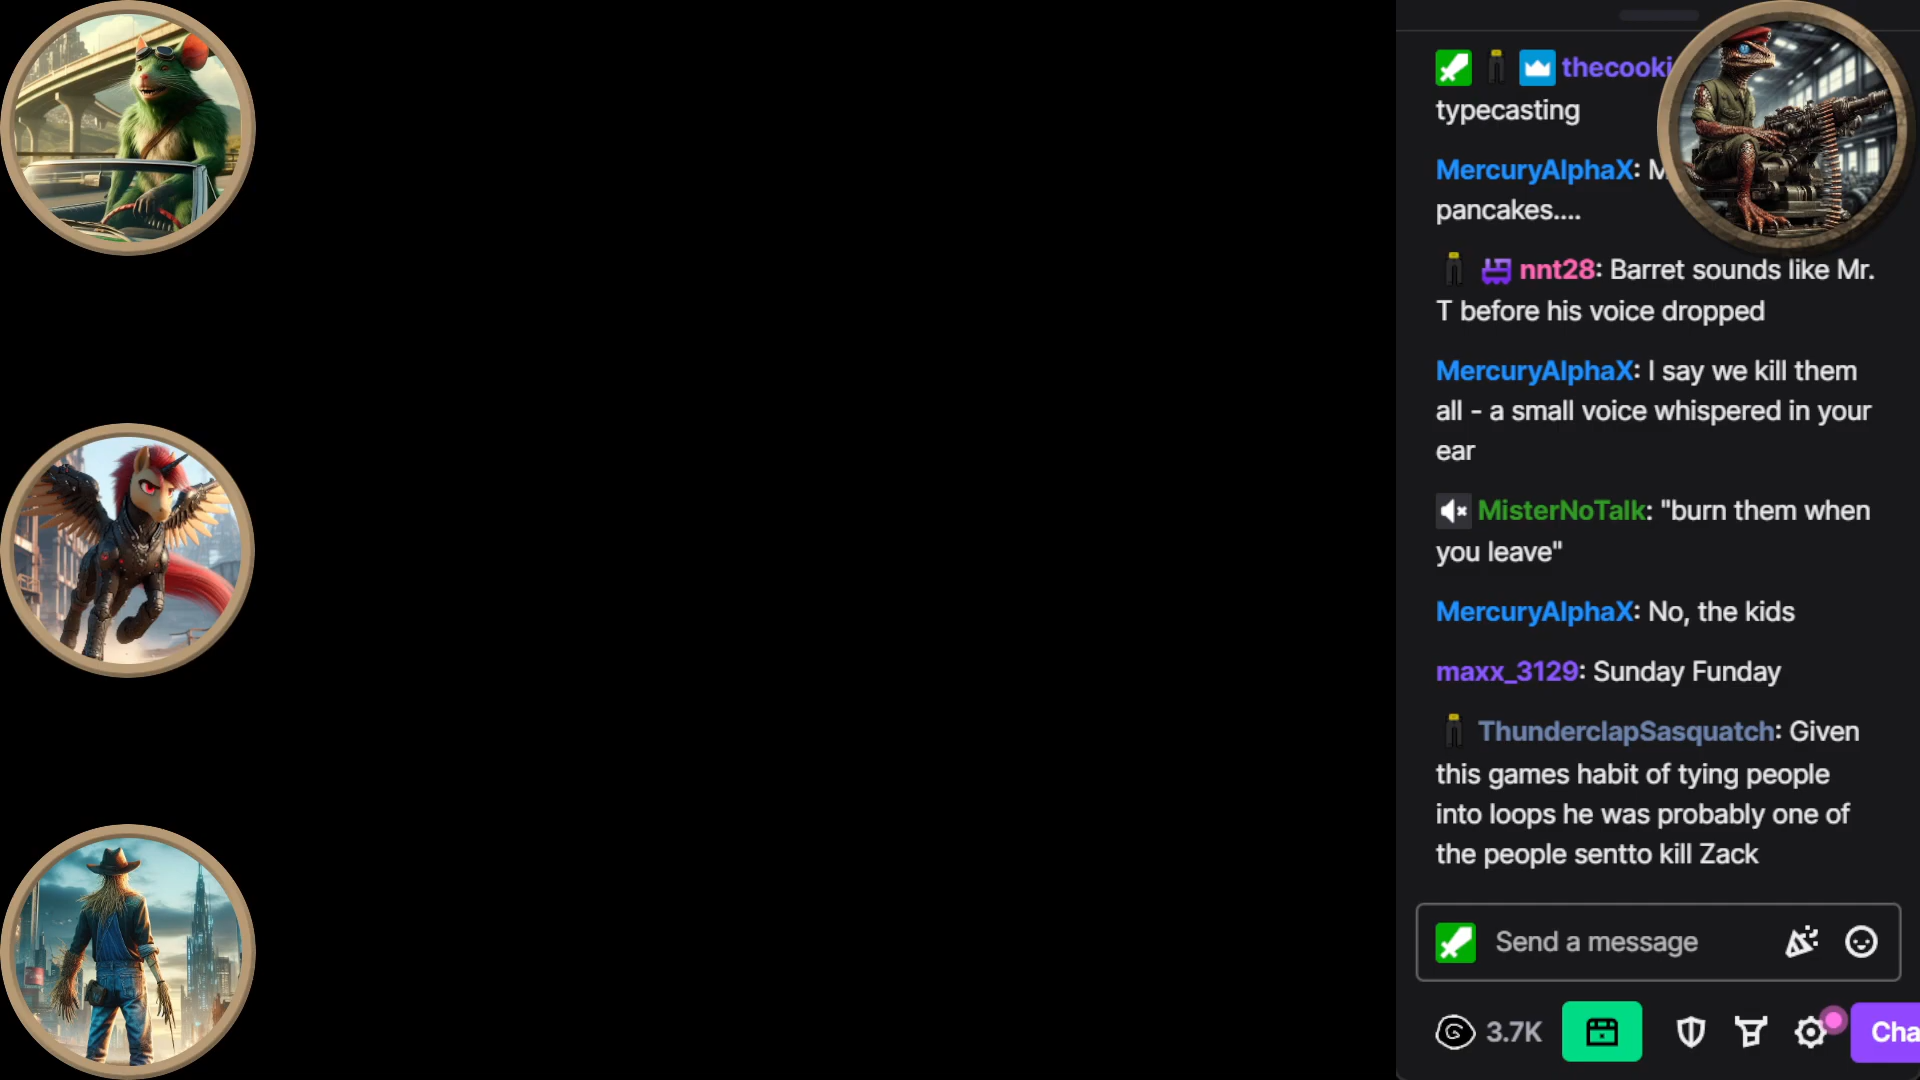 thecooki
typecasting
MercuryAlphaX:
pancakes....
nnt28: Barret sounds like Mr.
T before his voice dropped
MercuryAlphaX: I say we kill them
all - a small voice whispered in your
ear
MisterNoTalk: "burn them when
you leave"
MercuryAlphaX: No, the kids
maxx_3129: Sunday Funday
ThunderclapSasquatch: Given
this games habit of tying people
into loops he was probably one of
the people sentto kill Zack
Send a message
3.7K
Cha